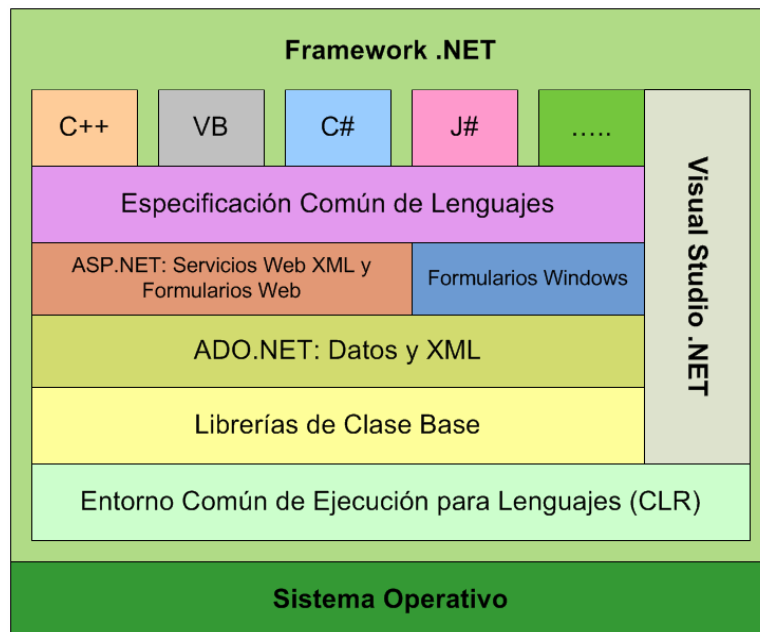 Framework .NET
C++
VB
C#
J#
.....
Visual Studio .NET
Especificación Común de Lenguajes
ASP.NET: Servicios Web XML y
Formularios Web
Formularios Windows
ADO.NET: Datos y XML
Librerías de Clase Base
Entorno Común de Ejecución para Lenguajes (CLR)
Sistema Operativo